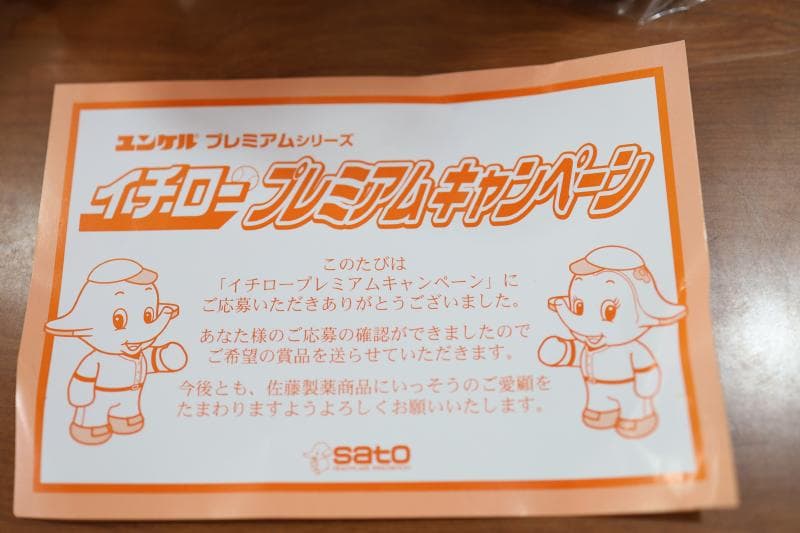 ユンケル プレミアムシリーズ
イチロー プレミアムキャンペーン
このたびは
「イチロープレミアムキャンペーン」に
ご応募いただきありがとうございました。
あなた様のご応募の確認ができましたので
ご希望の賞品を送らせていただきます。
今後とも、佐藤製薬商品にいっそうのご愛顧を
たまわりますようよろしくお願いいたします。
sato